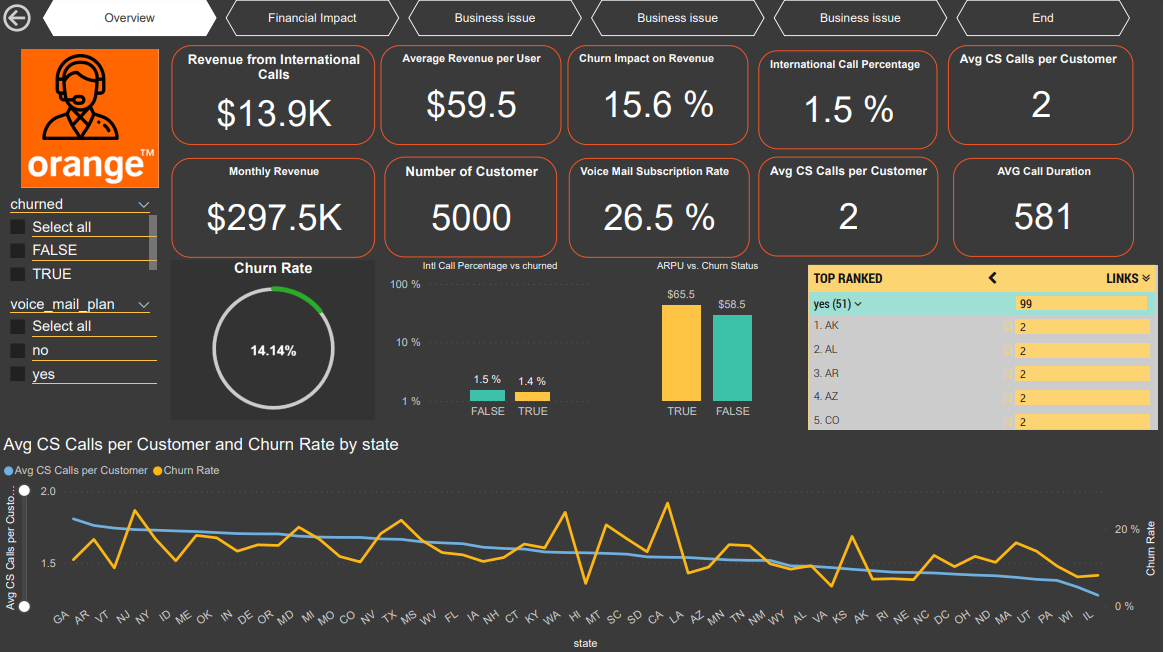 Overview
Financial Impact
Business issue
Business issue
Business issue
End
orange™
Revenue from International
Calls
$13.9K
Average Revenue per User
$59.5
Churn Impact on Revenue
15.6 %
International Call Percentage
1.5 %
Avg CS Calls per Customer
2
Monthly Revenue
$297.5K
Number of Customer
5000
Voice Mail Subscription Rate
26.5 %
Avg CS Calls per Customer
2
AVG Call Duration
581
churned
Select all
FALSE
TRUE
voice_mail_plan
Select all
no
yes
Churn Rate
14.14%
Intl Call Percentage vs churned
100 %
10 %
1 %
1.5 %
1.4 %
FALSE
TRUE
ARPU vs. Churn Status
$65.5
$58.5
TRUE
FALSE
TOP RANKED
LINKS
yes (51)
99
1. AK
2
2. AL
2
3. AR
2
4. AZ
2
5. CO
2
Avg CS Calls per Customer and Churn Rate by state
Avg CS Calls per Customer
Churn Rate
Avg CS Calls per Custo...
2.0
1.5
20 %
0 %
Churn Rate
GA
AR
VT
NJ
NY
ID
ME
OK
IN
DE
OR
MD
MI
MO
CO
NV
TX
MS
WV
FL
IA
NH
CT
KY
WA
HI
MT
SC
SD
CA
LA
AZ
MN
TN
NM
WY
AL
VA
KS
AK
RI
NE
NC
DC
OH
ND
MA
UT
PA
WI
IL
state